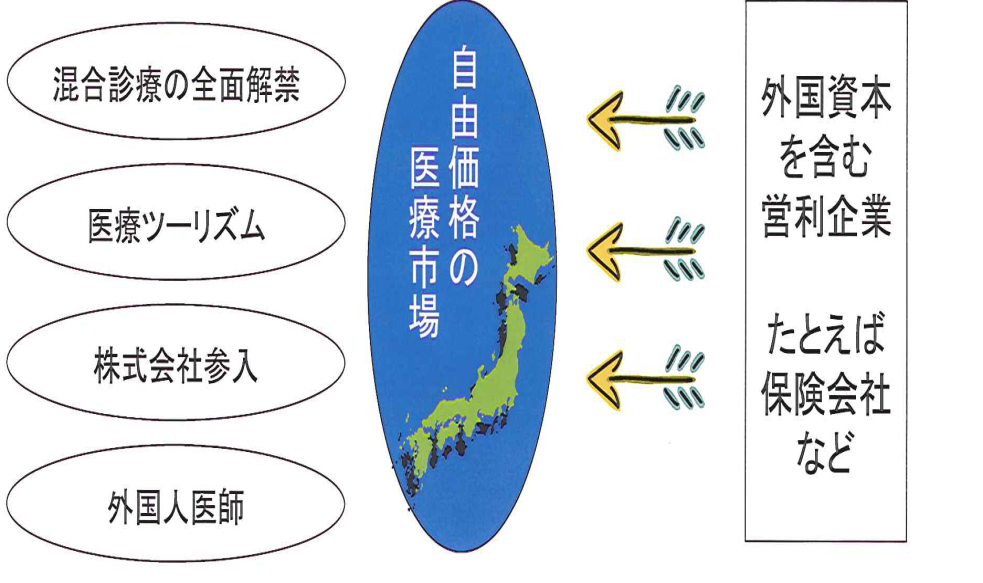 混合診療の全面解禁
医療ツーリズム
株式会社参入
外国人医師
自由価格の
医療市場
外国資本
を含む
営利企業
たとえば
保険会社
など